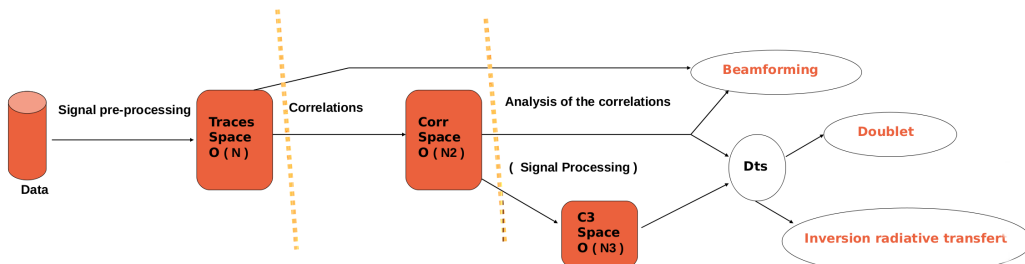 Beamforming
Signal pre-processing
Correlations
Analysis of the correlations
Traces
Space
O ( N )
Corr
Space
O ( N2 )
Doublet
( Signal Processing )
Dts
Data
C3
Space
O ( N3 )
Inversion radiative transfert